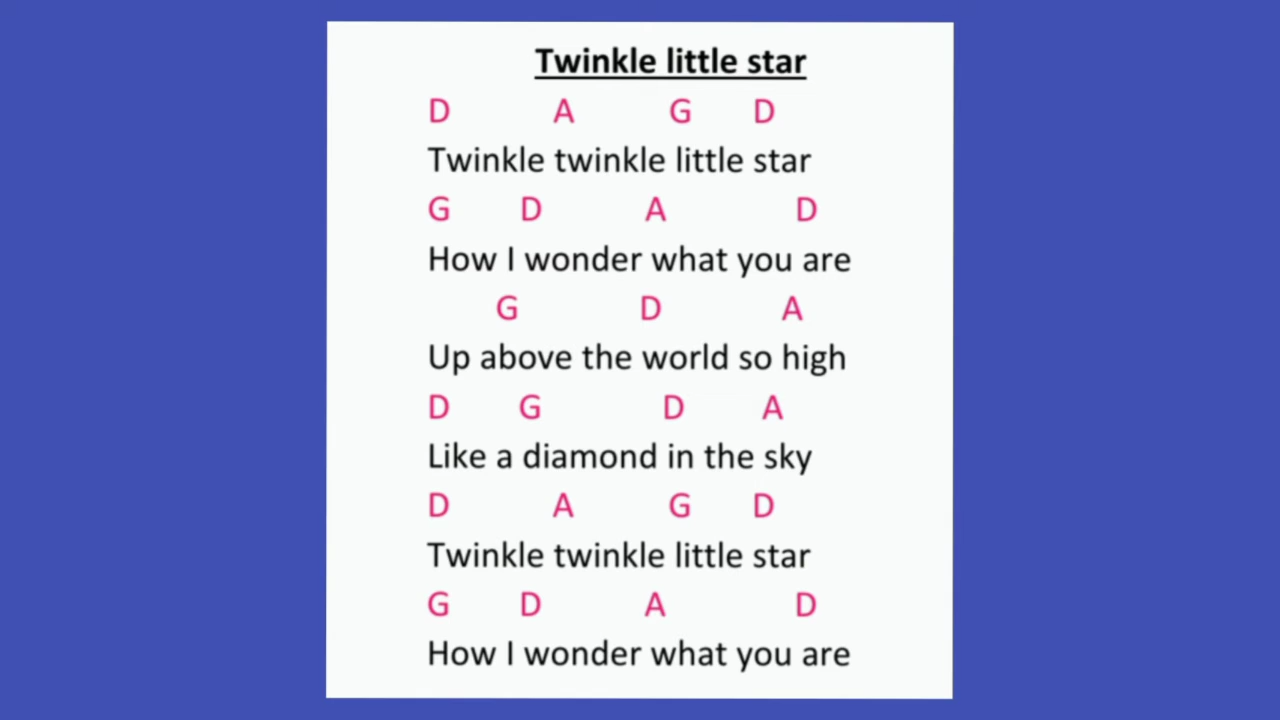 Twinkle little star
D A G D
Twinkle twinkle little star
G D A D
How I wonder what you are
G D A
Up above the world so high
D G D A
Like a diamond in the sky
D A G D
Twinkle twinkle little star
G D A D
How I wonder what you are